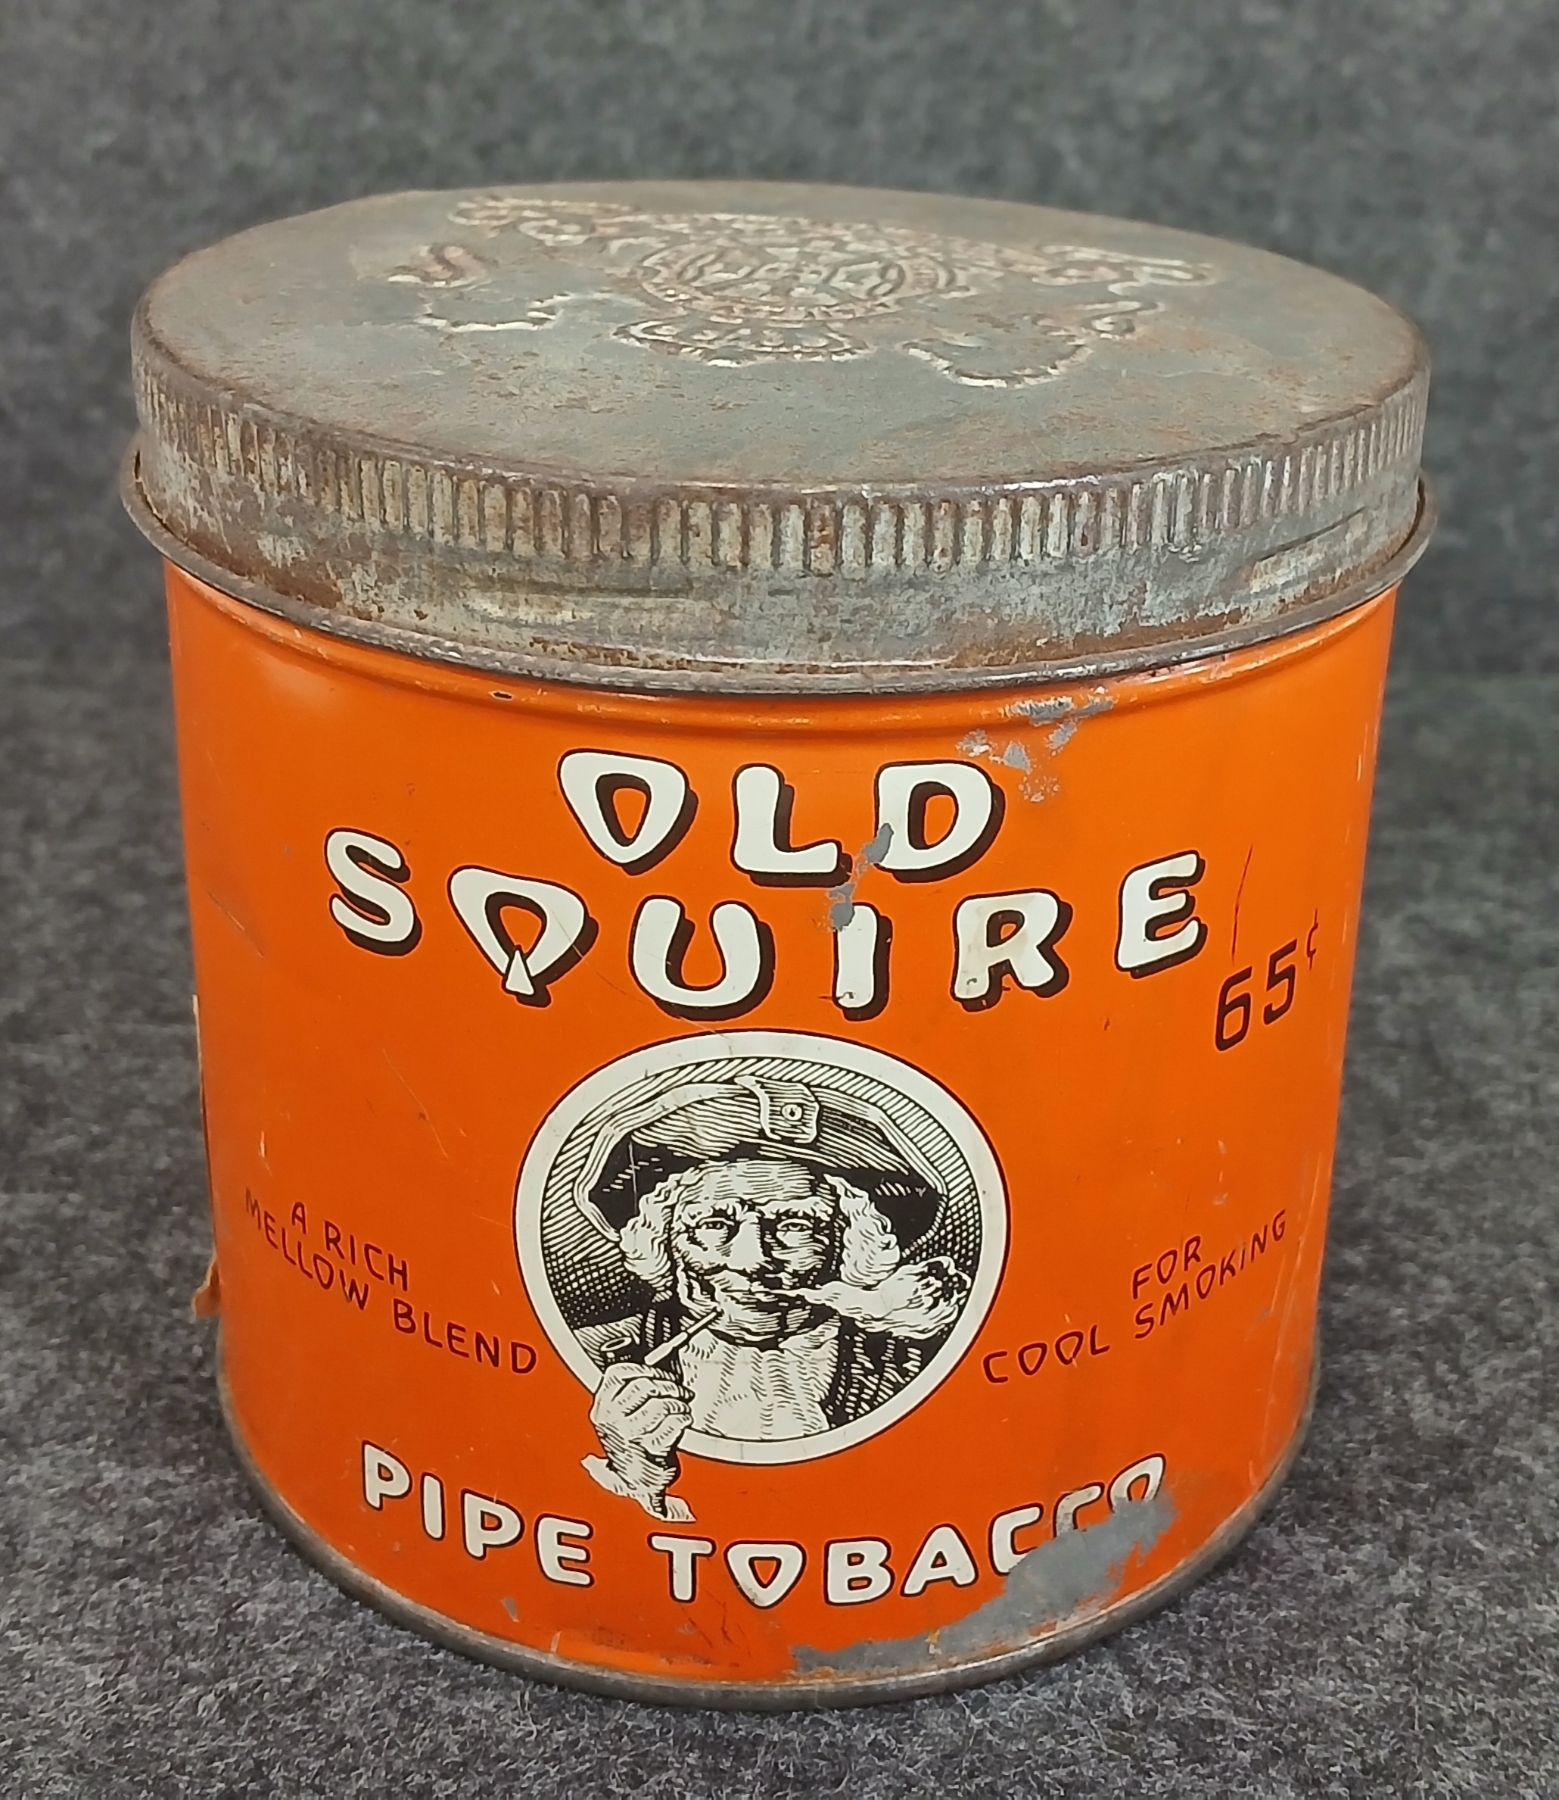 OLD
SQUIRE
65¢
A RICH
MELLOW BLEND
FOR
COOL SMOKING
PIPE TOBACCO